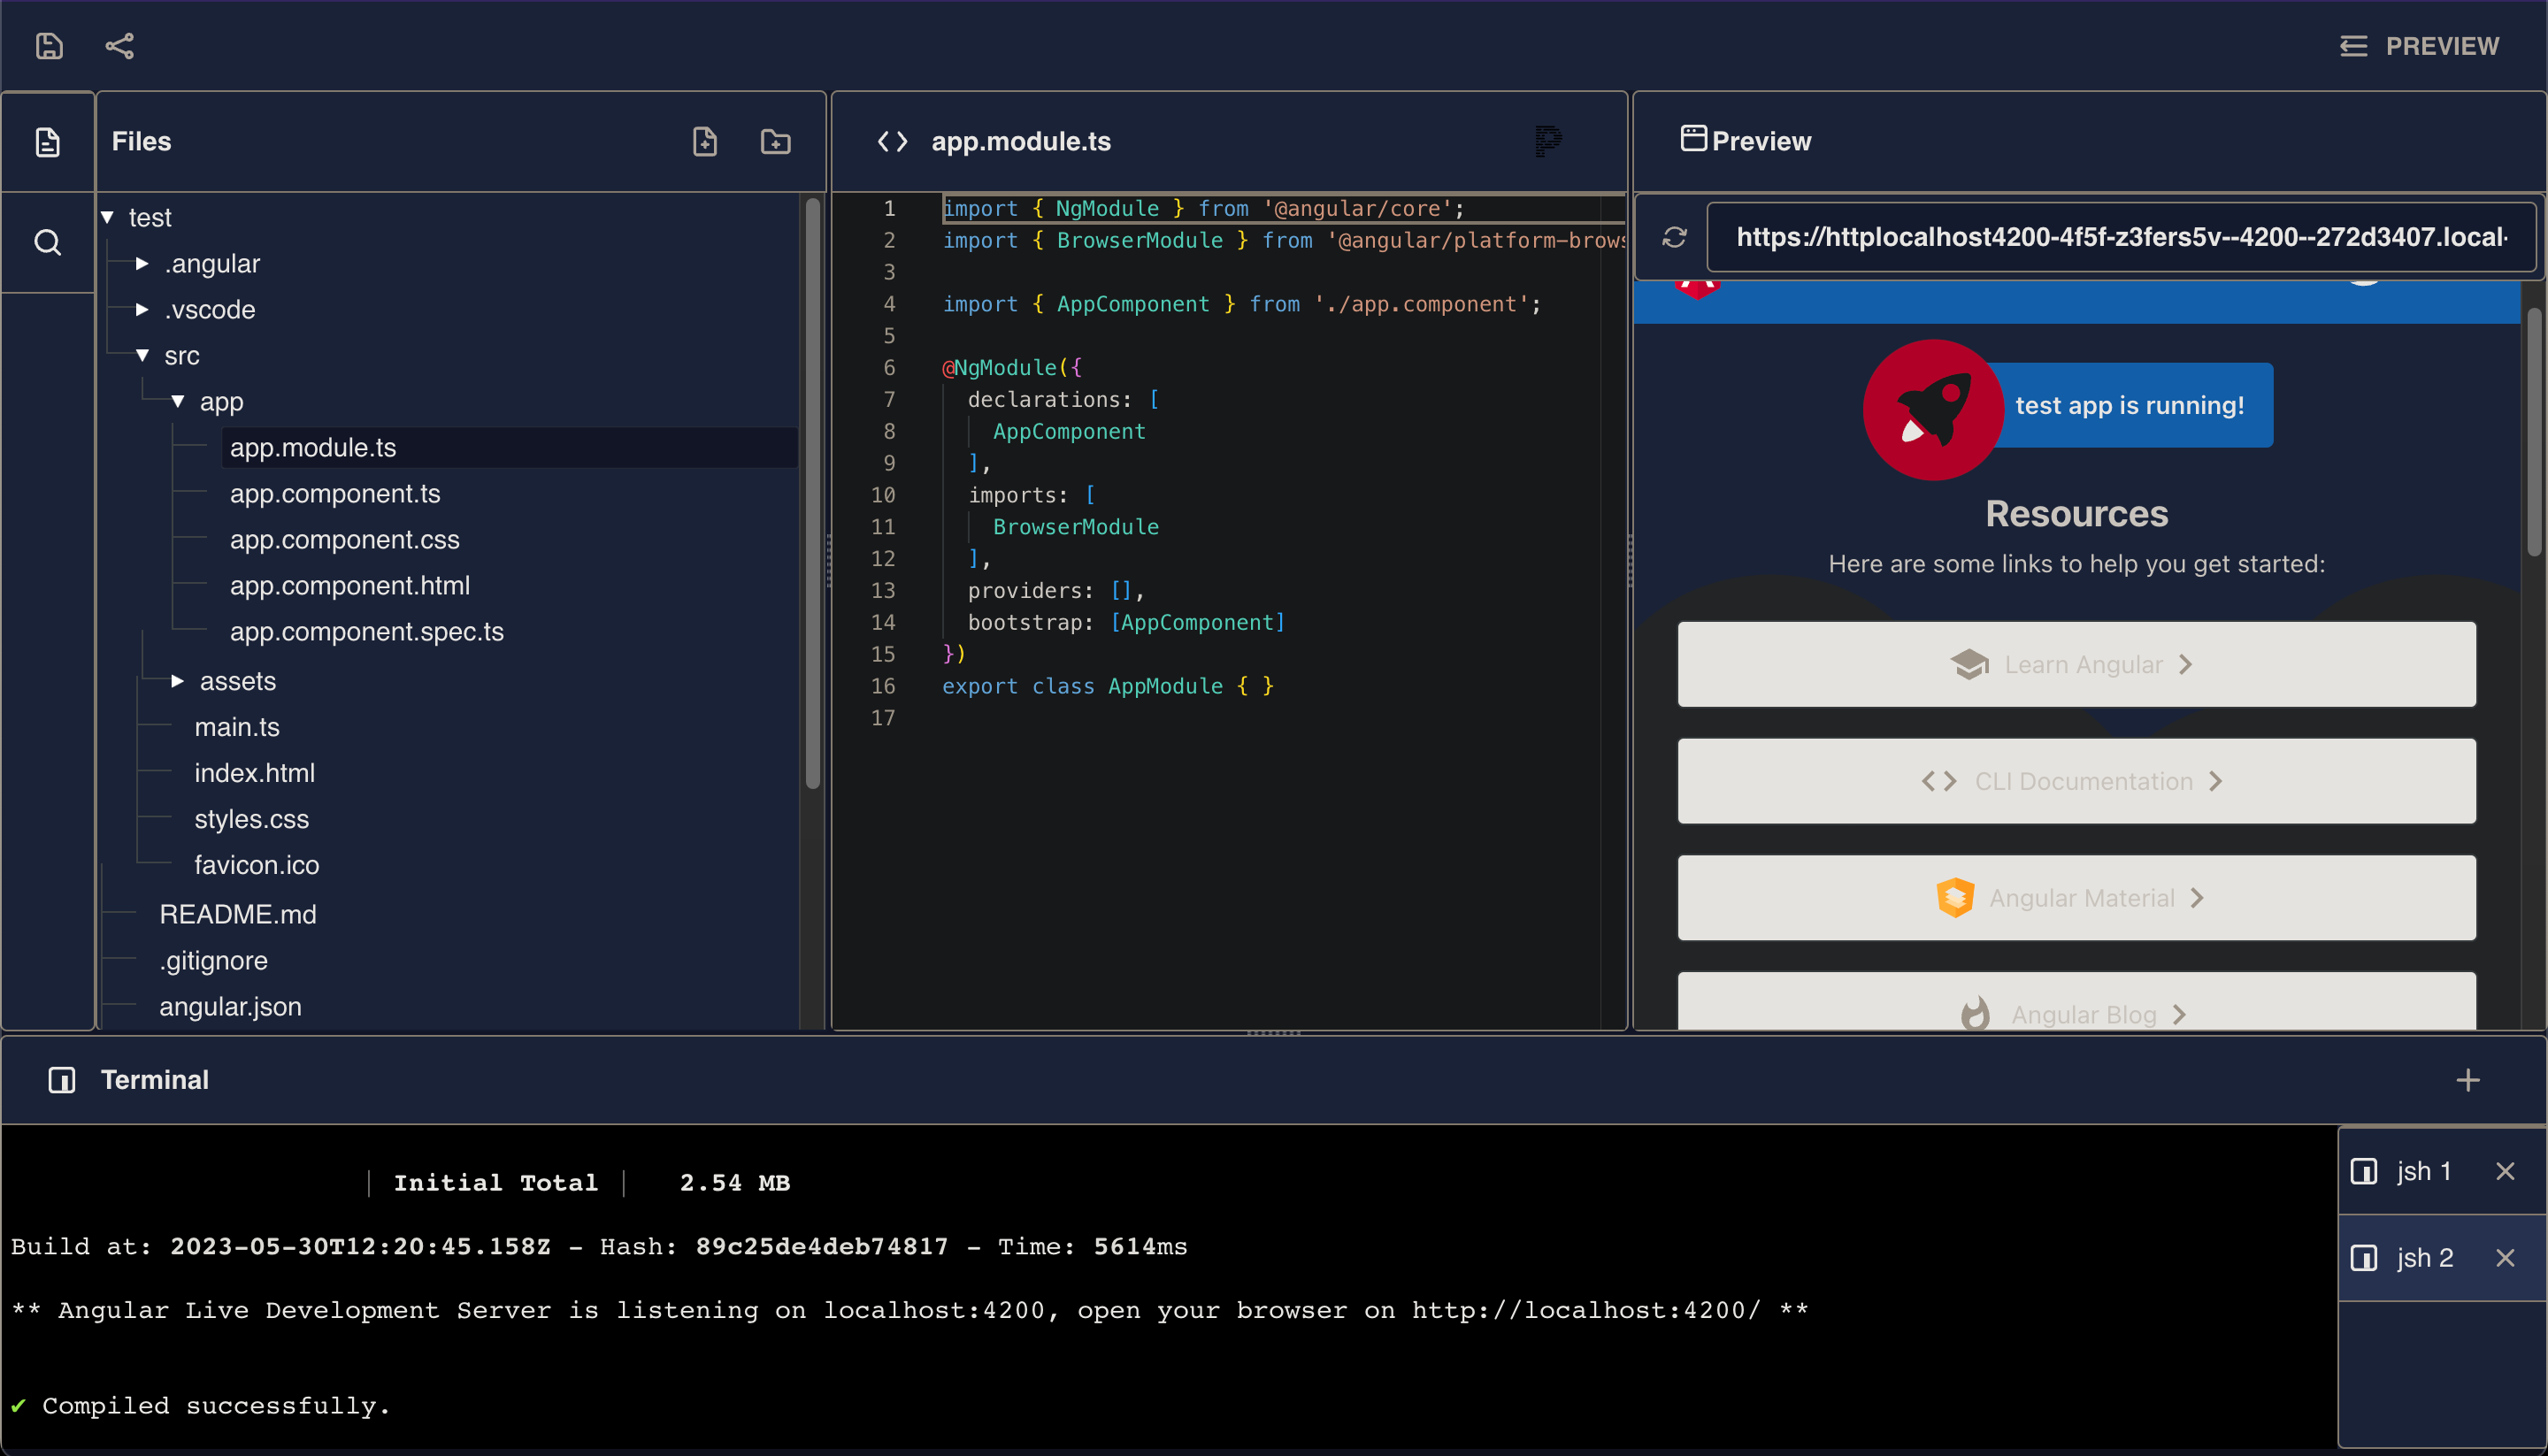 PREVIEW
Files
test
.angular
.vscode
src
app
app.module.ts
app.component.ts
app.component.css
app.component.html
app.component.spec.ts
assets
main.ts
index.html
styles.css
favicon.ico
README.md
.gitignore
angular.json
app.module.ts
1 import { NgModule } from '@angular/core';
2 import { BrowserModule } from '@angular/platform-brows
3
4 import { AppComponent } from './app.component';
5
6 @NgModule({
7 declarations: [
8 AppComponent
9 ],
10 imports: [
11 BrowserModule
12 ],
13 providers: [],
14 bootstrap: [AppComponent]
15 })
16 export class AppModule { }
17
Preview
https://httplocalhost4200-4f5f-z3fers5v--4200--272d3407.local-
test app is running!
Resources
Here are some links to help you get started:
Learn Angular
CLI Documentation
Angular Material
Angular Blog
Terminal
| Initial Total | 2.54 MB
Build at: 2023-05-30T12:20:45.158Z - Hash: 89c25de4deb74817 - Time: 5614ms
** Angular Live Development Server is listening on localhost:4200, open your browser on http://localhost:4200/ **
✔ Compiled successfully.
jsh 1
jsh 2